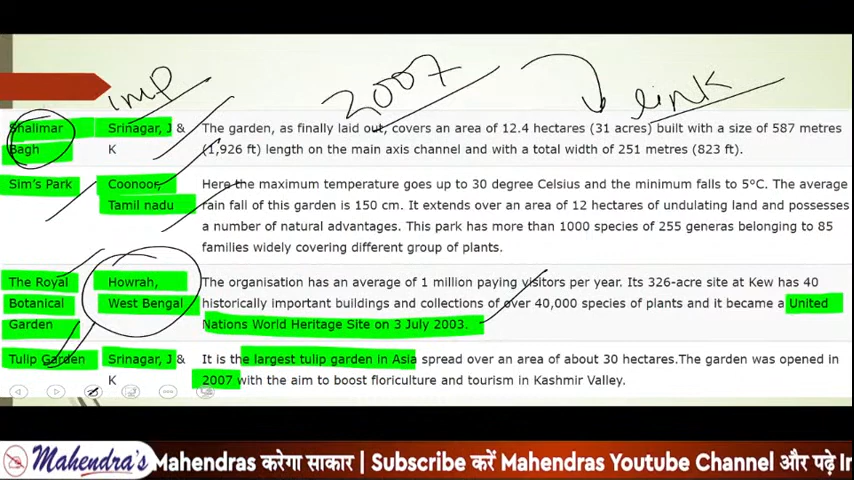 imp
2007
link
Shalimar Bagh
Srinagar, J & K
The garden, as finally laid out, covers an area of 12.4 hectares (31 acres) built with a size of 587 metres
(1,926 ft) length on the main axis channel and with a total width of 251 metres (823 ft).
Sim's Park
Coonoor,
Tamil nadu
Here the maximum temperature goes up to 30 degree Celsius and the minimum falls to 5°C. The average
rain fall of this garden is 150 cm. It extends over an area of 12 hectares of undulating land and possesses
a number of natural advantages. This park has more than 1000 species of 255 generas belonging to 85
families widely covering different group of plants.
The Royal
Botanical
Garden
Howrah,
West Bengal
The organisation has an average of 1 million paying visitors per year. Its 326-acre site at Kew has 40
historically important buildings and collections of over 40,000 species of plants and it became a United
Nations World Heritage Site on 3 July 2003.
Tulip Garden
Srinagar, J &
K
It is the largest tulip garden in Asia spread over an area of about 30 hectares.The garden was opened in
2007 with the aim to boost floriculture and tourism in Kashmir Valley.
Mahendra's
Mahendras करेगा साकार | Subscribe करें Mahendras Youtube Channel और पढ़े In